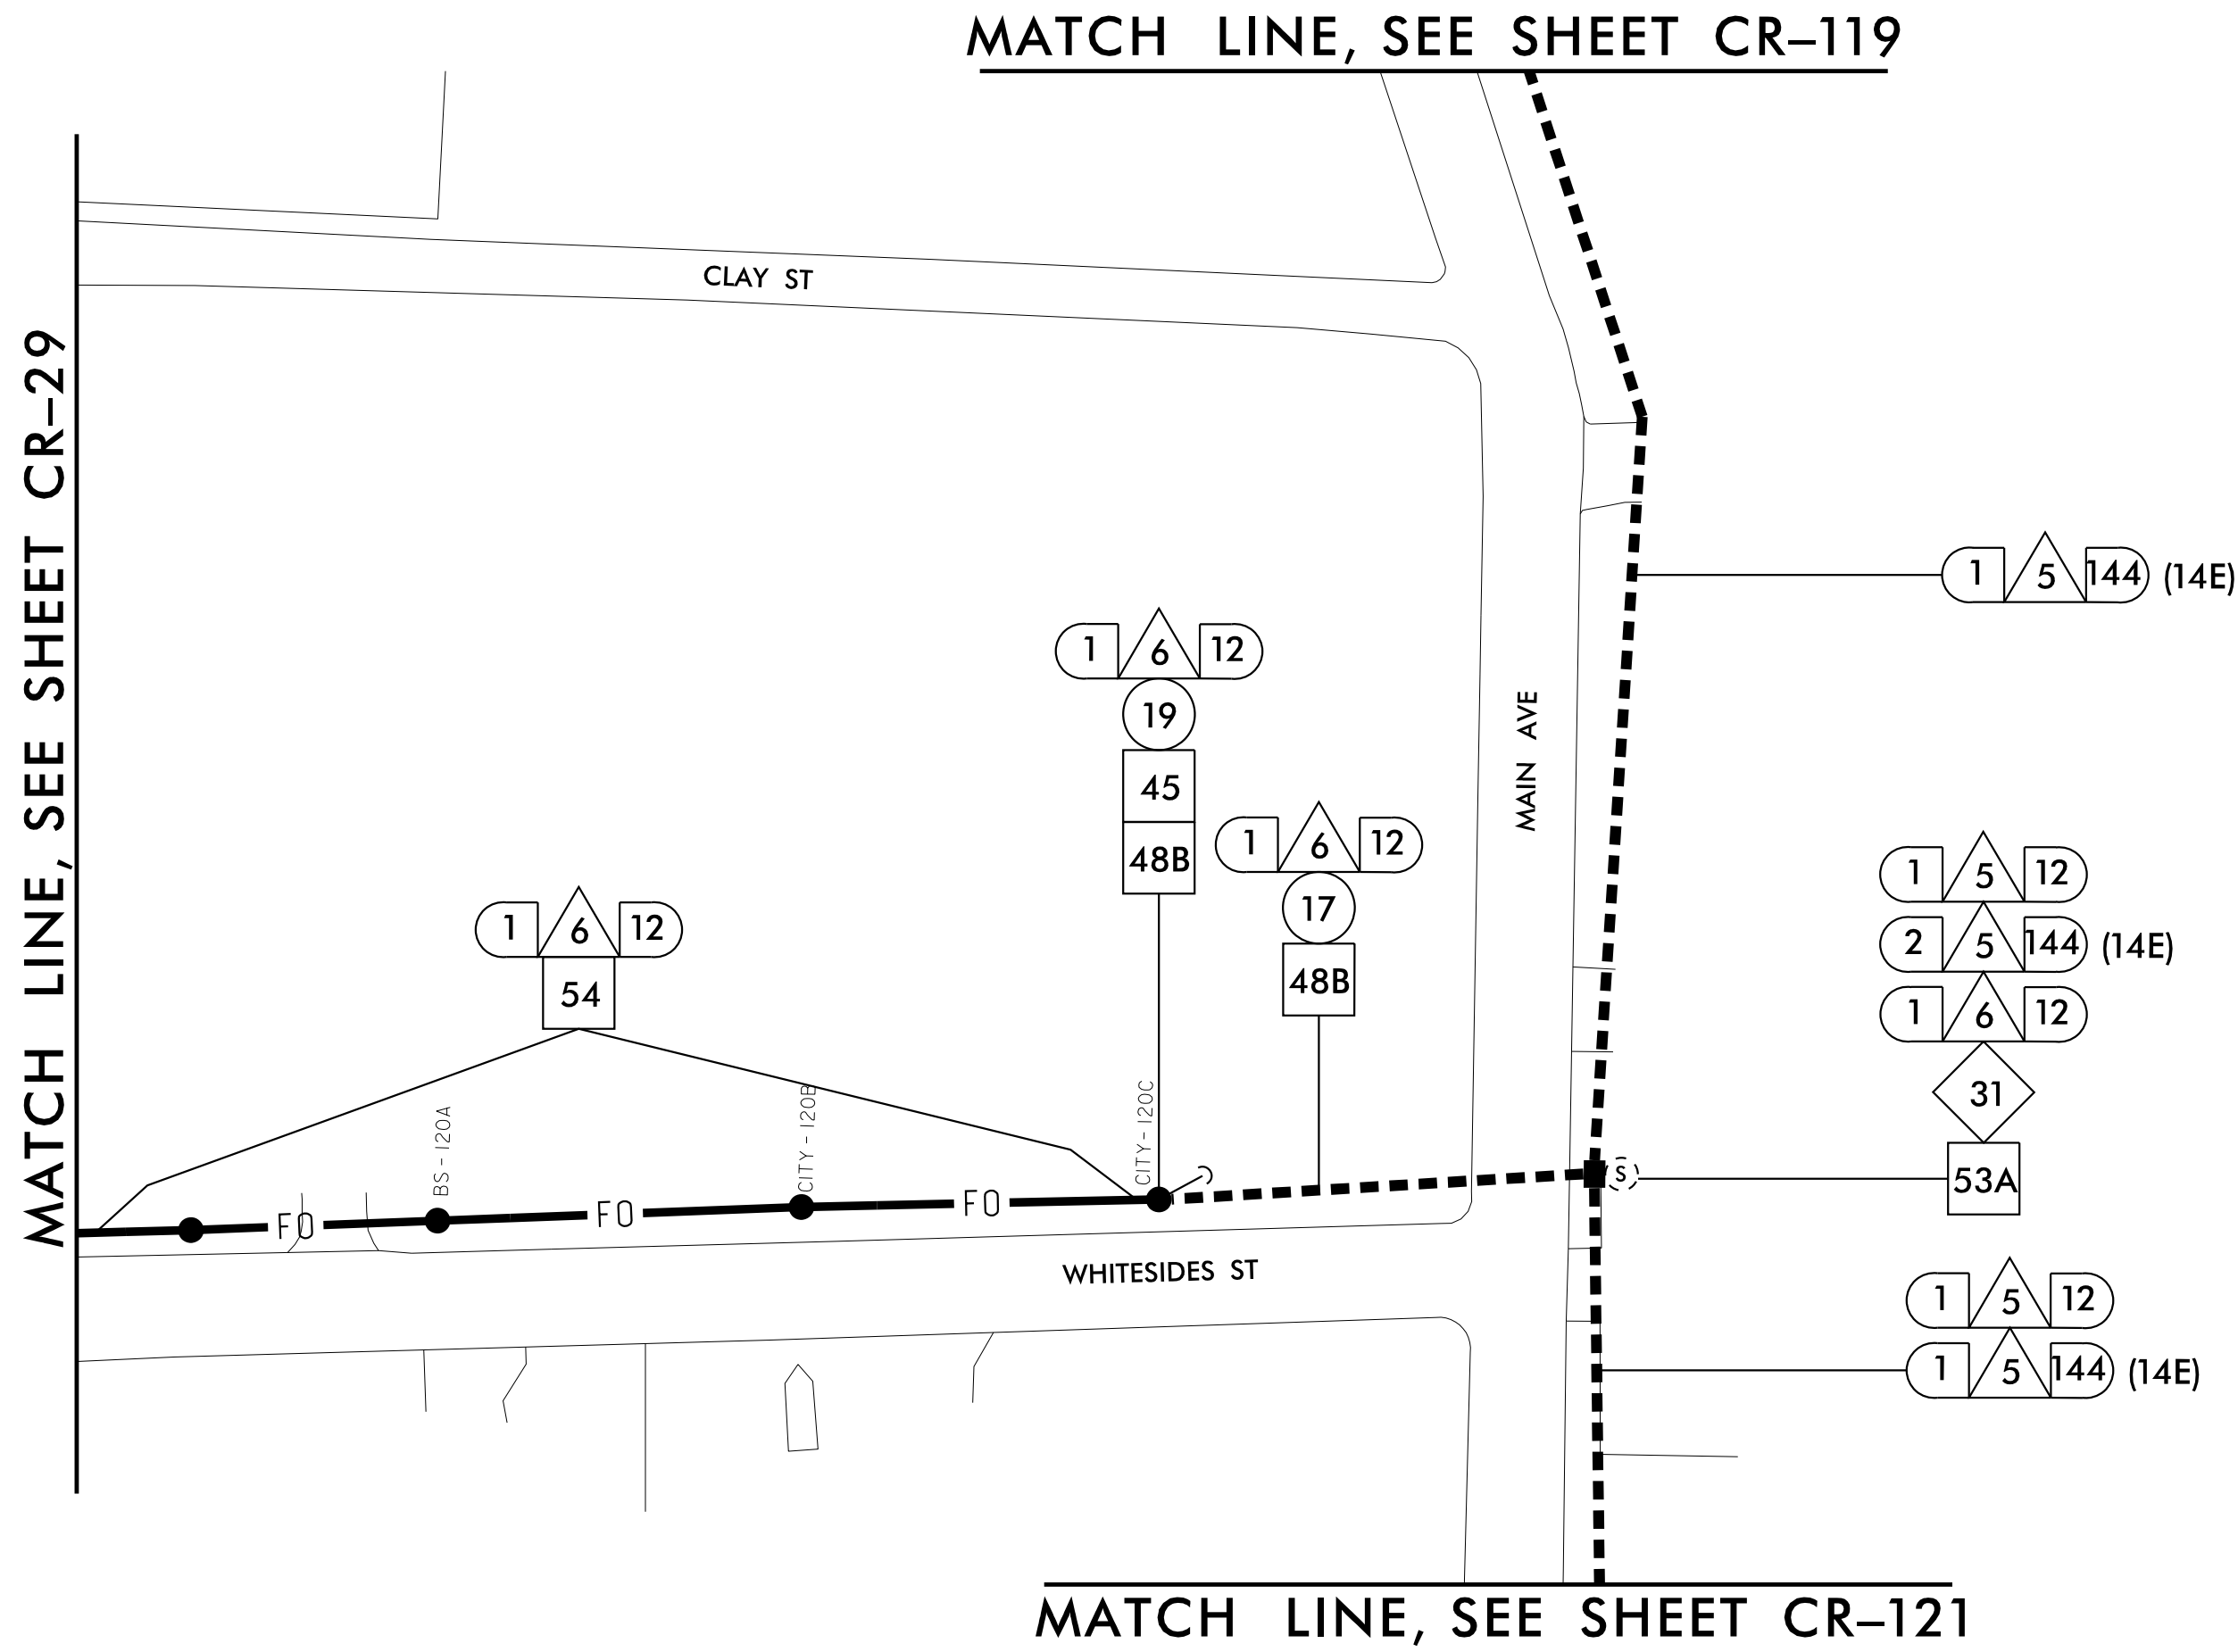 MATCH LINE, SEE SHEET CR–119
MATCH LINE, SEE SHEET CR–29
CLAY ST
1 5 144 (14E)
1 6 12
19
45
48B
MAIN AVE
1 6 12
17
48B
1 5 12
2 5 144 (14E)
1 6 12
31
53A
1 6 12
54
BS-120A
CITY-120B
CITY-120C
S
FO
FO
FO
WHITESIDES ST
1 5 12
1 5 144 (14E)
MATCH LINE, SEE SHEET CR–121